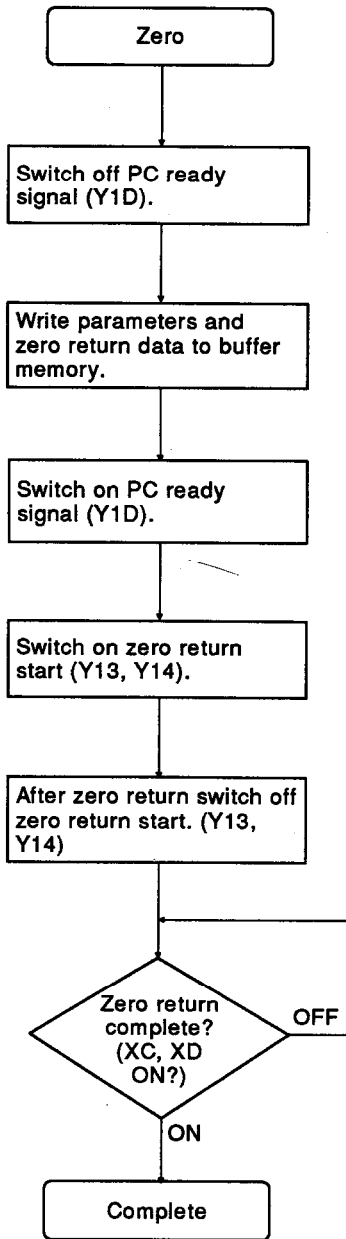 Zero
Switch off PC ready
signal (Y1D).
Write parameters and
zero return data to buffer
memory.
Switch on PC ready
signal (Y1D).
Switch on zero return
start (Y13, Y14).
After zero return switch off
zero return start. (Y13,
Y14)
Zero return
complete?
(XC, XD
ON?)
OFF
ON
Complete